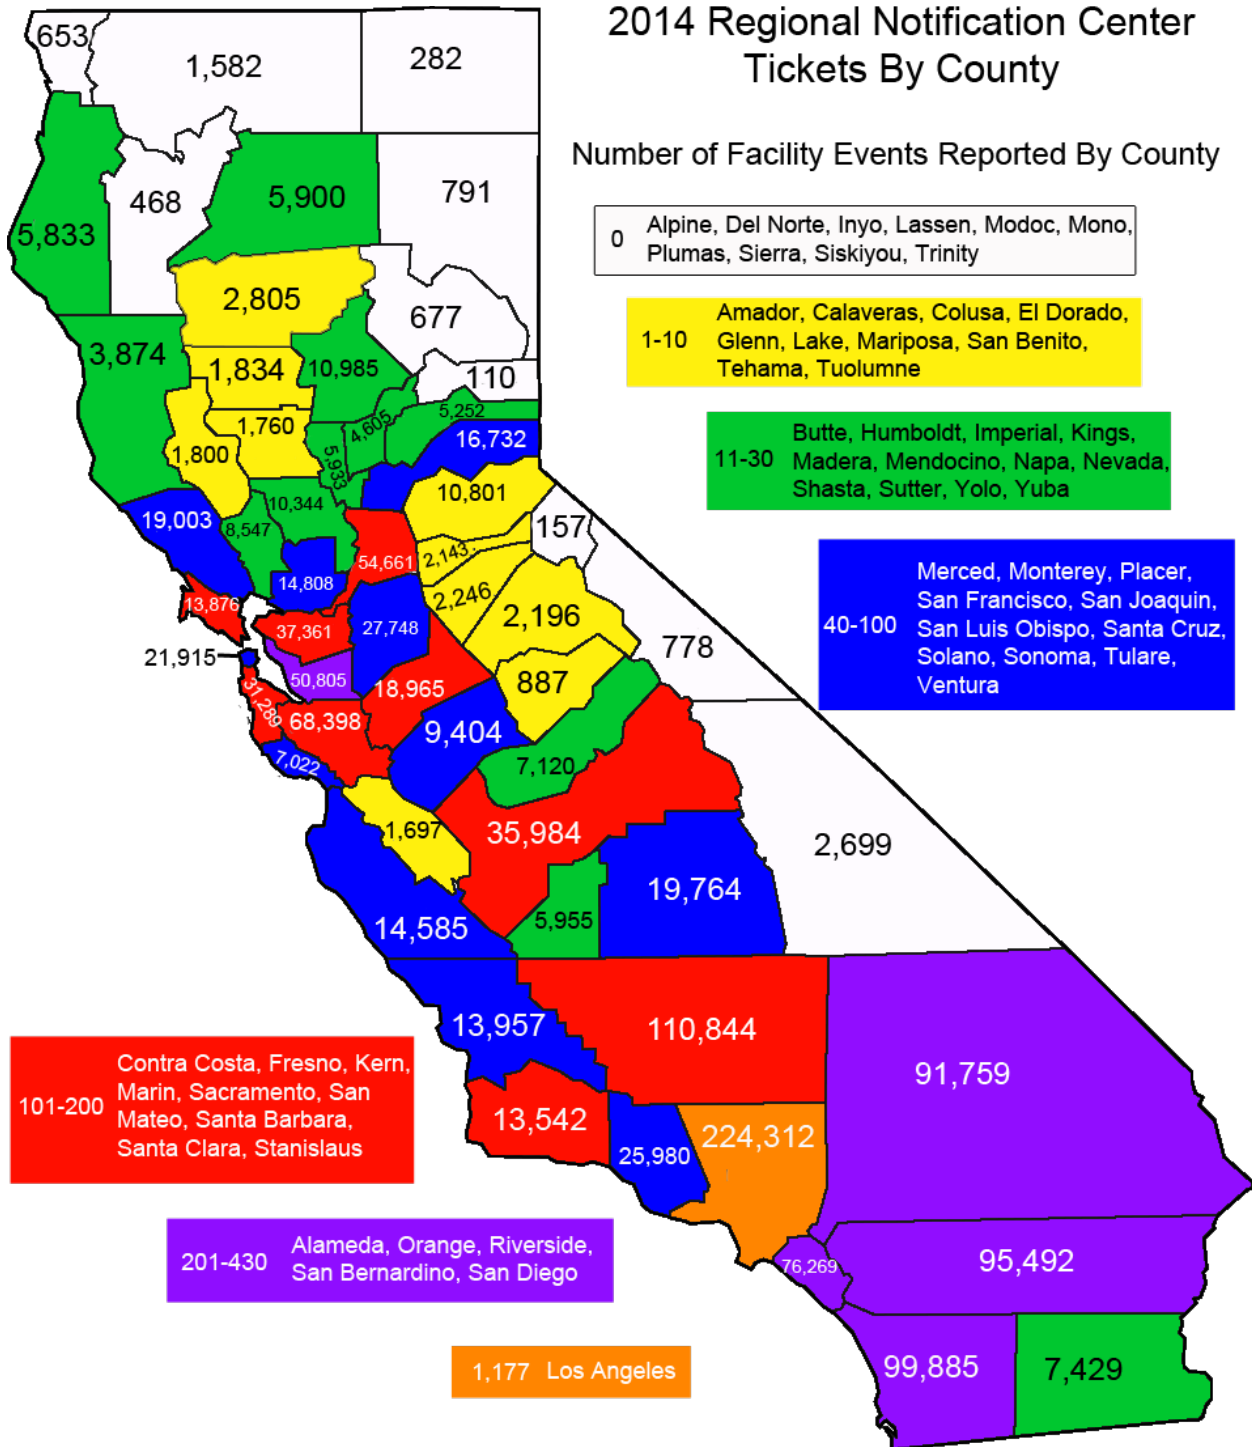 2014 Regional Notification Center
Tickets By County
Number of Facility Events Reported By County
0 Alpine, Del Norte, Inyo, Lassen, Modoc, Mono,
Plumas, Sierra, Siskiyou, Trinity
1-10 Amador, Calaveras, Colusa, El Dorado,
Glenn, Lake, Mariposa, San Benito,
Tehama, Tuolumne
11-30 Butte, Humboldt, Imperial, Kings,
Madera, Mendocino, Napa, Nevada,
Shasta, Sutter, Yolo, Yuba
40-100 Merced, Monterey, Placer,
San Francisco, San Joaquin,
San Luis Obispo, Santa Cruz,
Solano, Sonoma, Tulare,
Ventura
101-200 Contra Costa, Fresno, Kern,
Marin, Sacramento, San
Mateo, Santa Barbara,
Santa Clara, Stanislaus
201-430 Alameda, Orange, Riverside,
San Bernardino, San Diego
1,177 Los Angeles
653
1,582
282
468
5,900
791
5,833
2,805
677
3,874
1,834
10,985
110
1,760
4,605
5,252
16,732
1,800
5,933
10,801
10,344
19,003
8,547
157
54,661
2,143
14,808
2,246
13,876
37,361
27,748
2,196
21,915
50,805
18,965
887
778
31,289
68,398
9,404
7,022
7,120
1,697
35,984
2,699
19,764
5,955
14,585
13,957
110,844
91,759
13,542
25,980
224,312
76,269
95,492
99,885
7,429